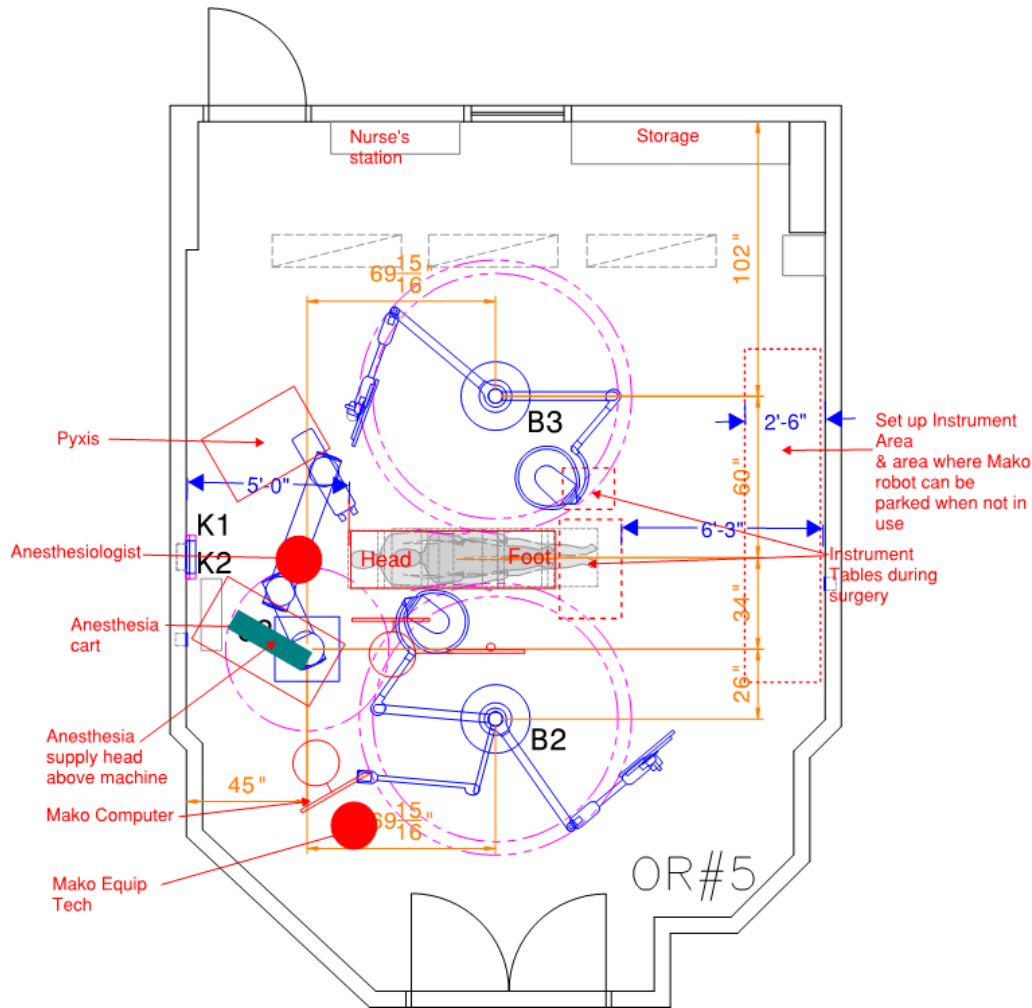 Nurse's
station
Storage
102"
69 15/16"
B3
2'-6"
Set up Instrument
Area
& area where Mako
robot can be
parked when not in
use
Pyxis
5'-0"
60"
K1
K2
6'-3"
Anesthesiologist
Head
Foot
Instrument
Tables during
surgery
34"
Anesthesia
cart
26"
B2
Anesthesia
supply head
above machine
45"
Mako Computer
69 15/16"
OR#5
Mako Equip
Tech